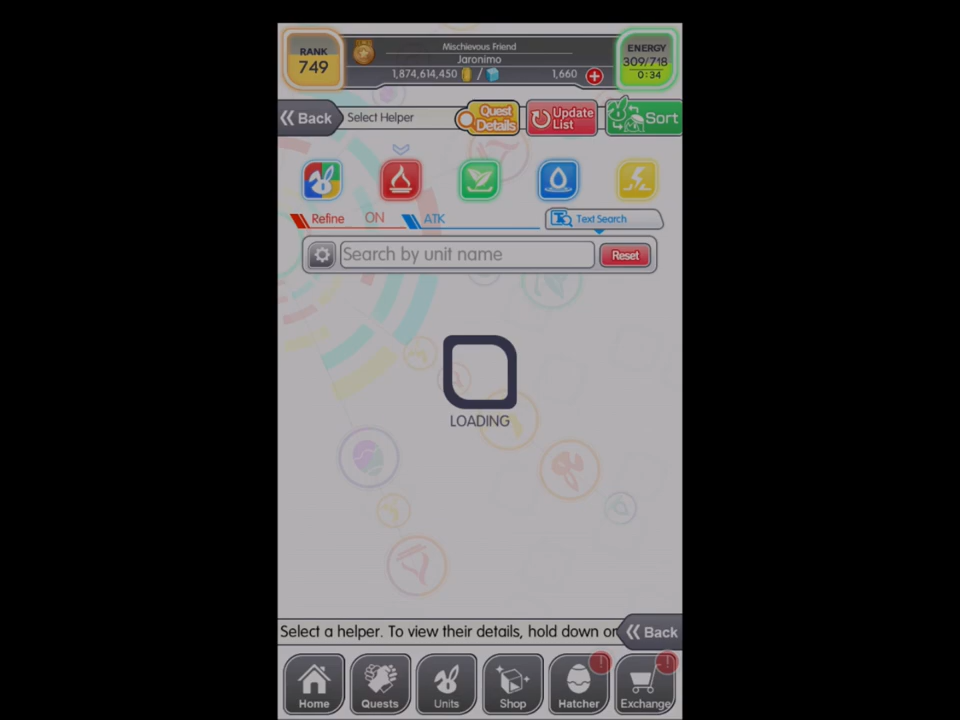 RANK
749
Mischievous Friend
Jaronimo
1,874,614,450 / 1,660
ENERGY
309/718
0:34
Back
Select Helper
Quest
Details
Update
List
Sort
Refine ON
ATK
Text Search
Search by unit name
Reset
LOADING
Select a helper. To view their details, hold down on
Back
Home
Quests
Units
Shop
Hatcher
Exchange